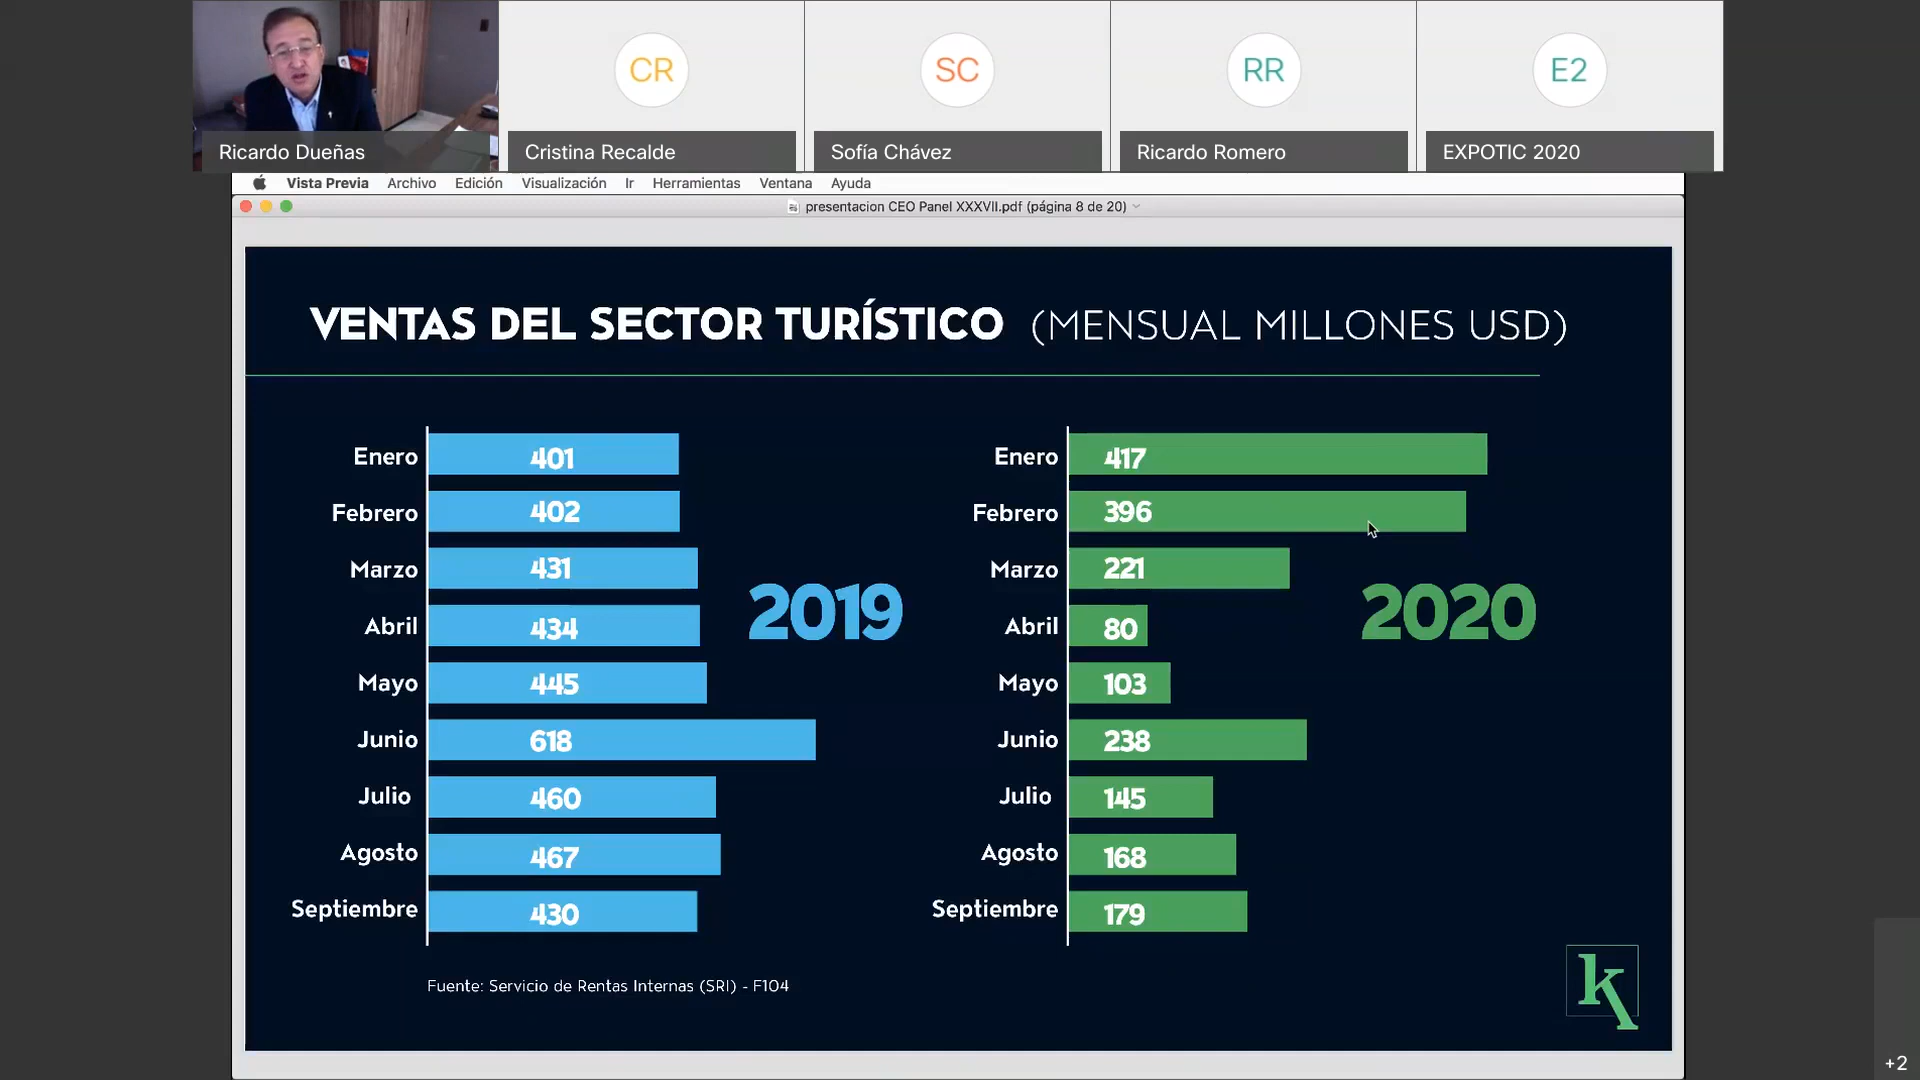 CR
SC
RR
E2
Ricardo Dueñas
Cristina Recalde
Sofía Chávez
Ricardo Romero
EXPOTIC 2020
Vista Previa Archivo Edición Visualización Ir Herramientas Ventana Ayuda
presentacion CEO Panel XXXVII.pdf (página 8 de 20)
VENTAS DEL SECTOR TURÍSTICO (MENSUAL MILLONES USD)
Enero 401
Febrero 402
Marzo 431
Abril 434
Mayo 445
Junio 618
Julio 460
Agosto 467
Septiembre 430
2019
Enero 417
Febrero 396
Marzo 221
Abril 80
Mayo 103
Junio 238
Julio 145
Agosto 168
Septiembre 179
2020
Fuente: Servicio de Rentas Internas (SRI) - F104
k
+2